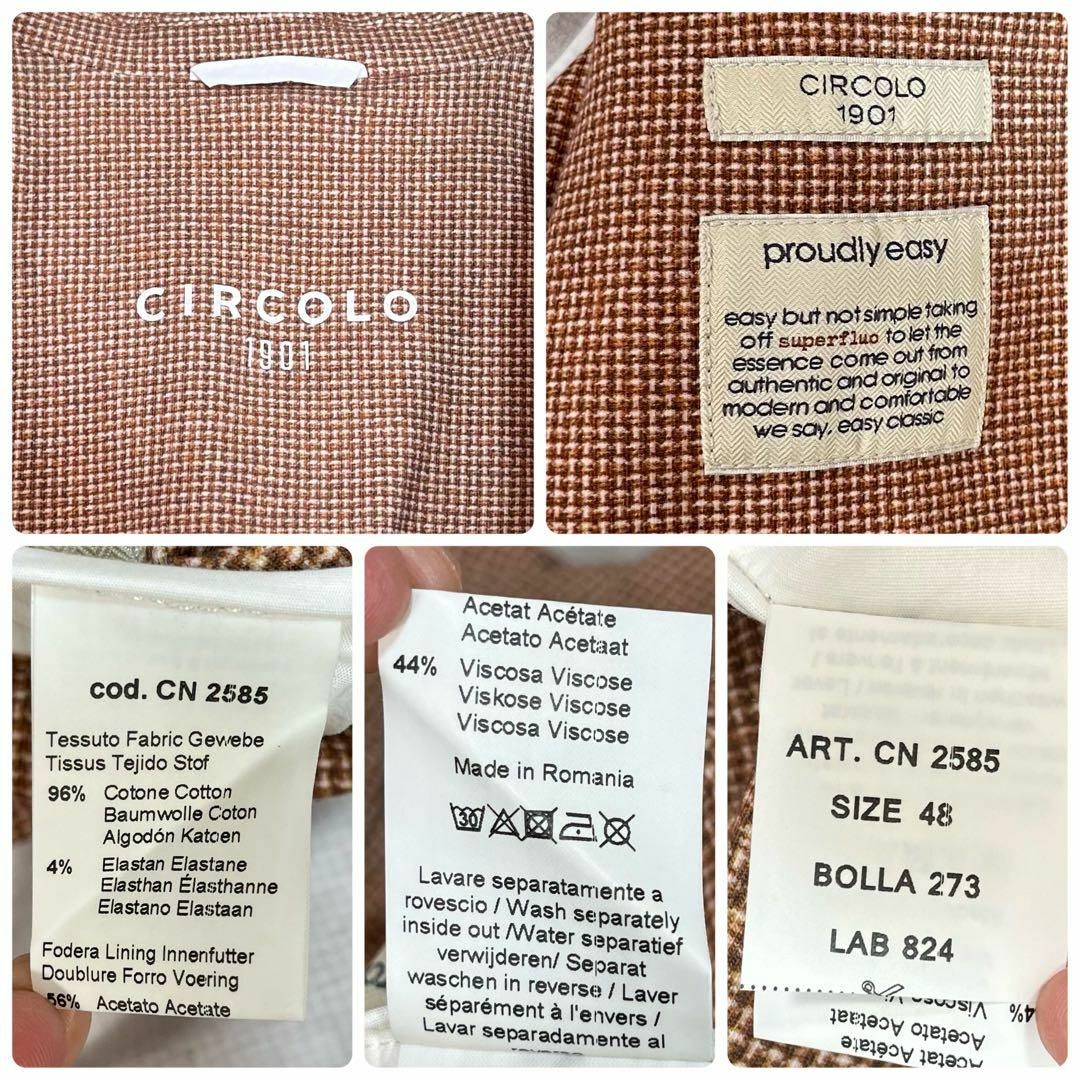 CIRCOLO
1901
CIRCOLO
1901
proudly easy
easy but not simple taking
off superfluo to let the
essence come out from
authentic and original to
modern and comfortable
we say, easy classic
cod. CN 2585
Tessuto Fabric Gewebe
Tissus Tejido Stof
96% Cotone Cotton
Baumwolle Coton
Algodón Katoen
4% Elastan Elastane
Elasthan Élasthanne
Elastano Elastaan
Fodera Lining Innenfutter
Doublure Forro Voering
56% Acetato Acetate
Acetat Acétate
Acetato Acetaat
44% Viscosa Viscose
Viskose Viscose
Viscosa Viscose
Made in Romania
30
Lavare separatamente a
rovescio / Wash separately
inside out /Water separatief
verwijderen/ Separat
waschen in reverse / Laver
séparément à l'envers /
Lavar separadamente al
ART. CN 2585
SIZE 48
BOLLA 273
LAB 824
4%
Acetato Acetaat
Acetat Acétate